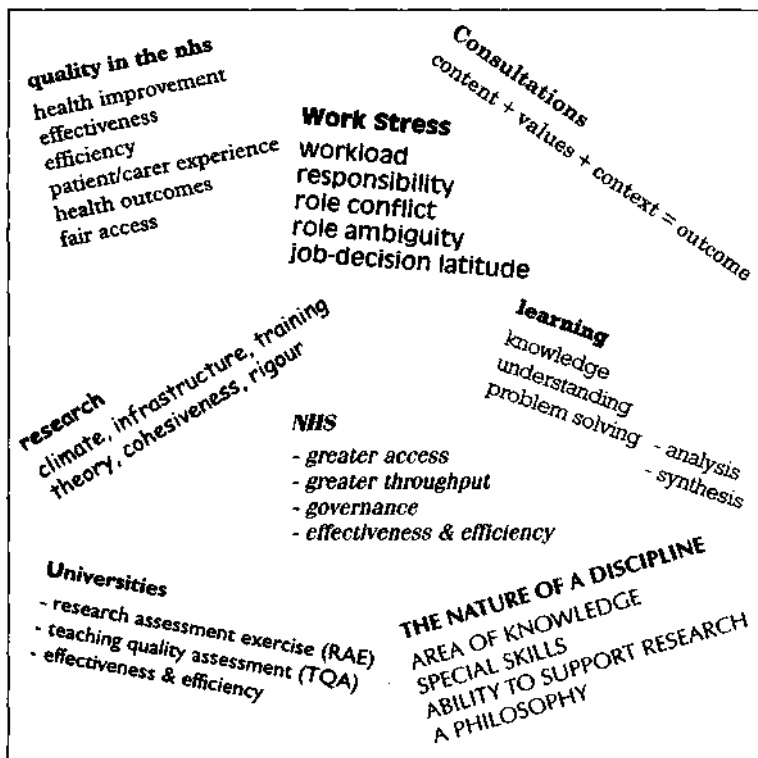 quality in the nhs
health improvement
effectiveness
efficiency
patient/carer experience
health outcomes
fair access
Work Stress
workload
responsibility
role conflict
role ambiguity
job-decision latitude
Consultations
content + values + context = outcome
research
climate, infrastructure, training
theory, cohesiveness, rigour
learning
knowledge
understanding
problem solving - analysis
- synthesis
NHS
- greater access
- greater throughput
- governance
- effectiveness & efficiency
Universities
- research assessment exercise (RAE)
- teaching quality assessment (TQA)
- effectiveness & efficiency
THE NATURE OF A DISCIPLINE
AREA OF KNOWLEDGE
SPECIAL SKILLS
ABILITY TO SUPPORT RESEARCH
A PHILOSOPHY